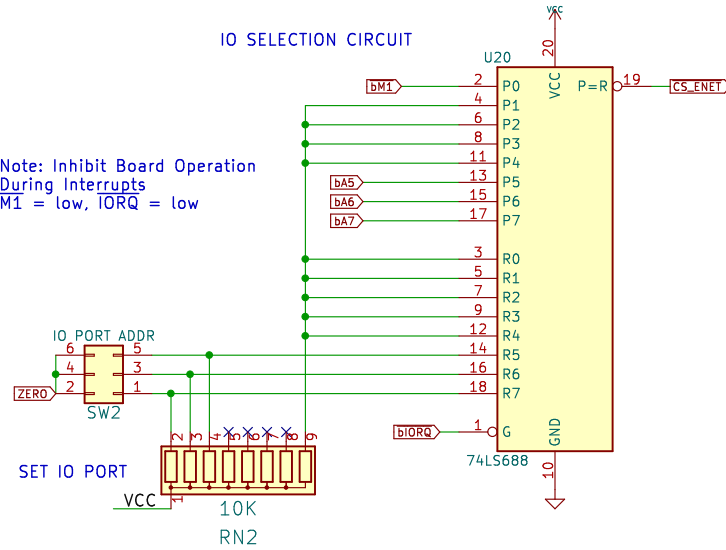 VCC
IO SELECTION CIRCUIT
U20
20
VCC
bM1 2 P0 P=R 19 CS_ENET
4 P1
6 P2
8 P3
11 P4
bA5 13 P5
bA6 15 P6
bA7 17 P7
Note: Inhibit Board Operation
During Interrupts
M1 = low, IORQ = low
3 R0
5 R1
7 R2
9 R3
12 R4
IO PORT ADDR
6 5 14 R5
4 3 16 R6
ZERO 2 1 18 R7
SW2
bIORQ 1 G
GND
74LS688
10
2 3 4 5 6 7 8 9
SET IO PORT
VCC 1
10K
RN2